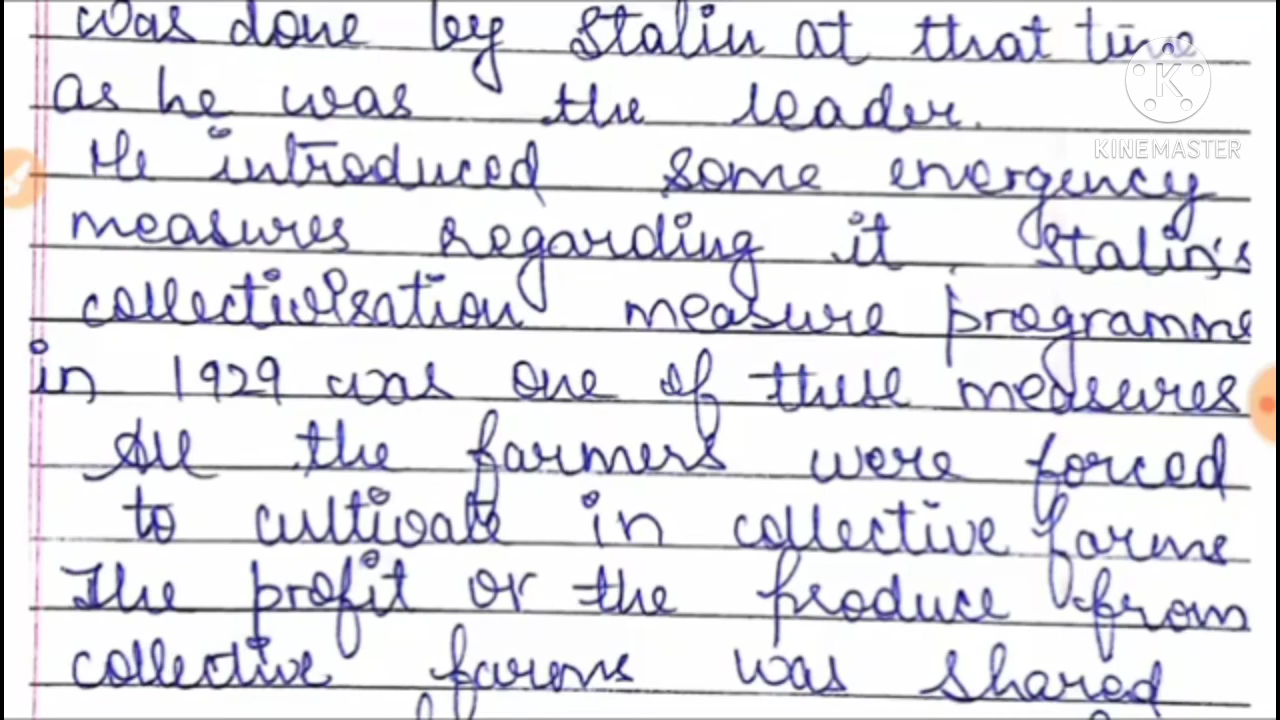 was done by Stalin at that time
as he was the leader.
K
KINEMASTER
He introduced some emergency
measures regarding it Stalin's
collectivisation measure programme
in 1929 was one of these measures
All the farmers were forced
to cultivate in collective farms
The profit or the produce from
collective farms was shared